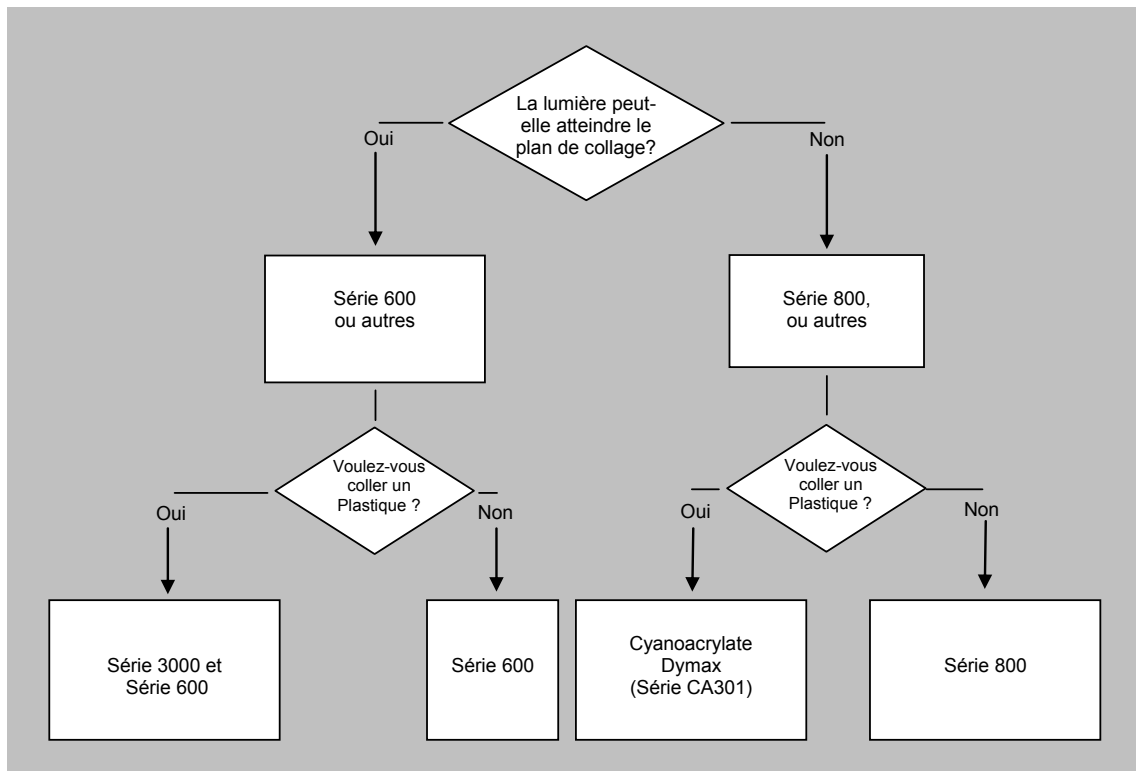 La lumière peut-
elle atteindre le
plan de collage?
Oui
Non
Série 600
ou autres
Série 800,
ou autres
Voulez-vous
coller un
Plastique ?
Oui
Non
Voulez-vous
coller un
Plastique ?
Oui
Non
Série 3000 et
Série 600
Série 600
Cyanoacrylate
Dymax
(Série CA301)
Série 800